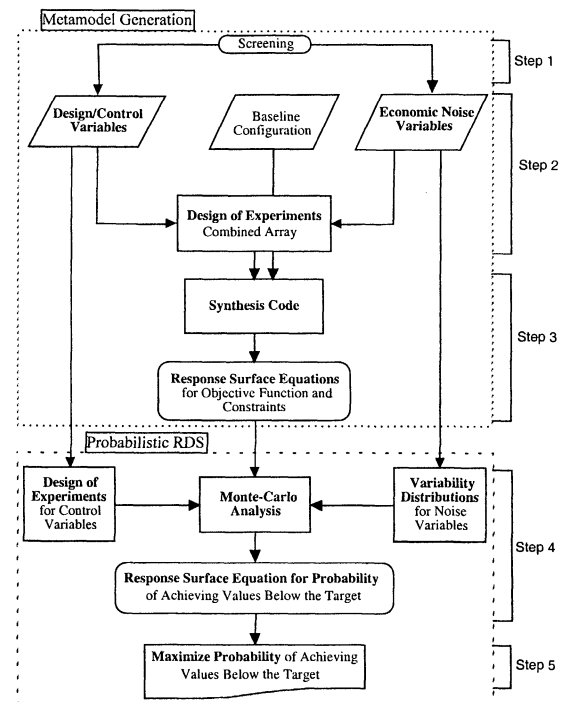 Metamodel Generation
Screening
Step 1
Design/Control
Variables
Baseline
Configuration
Economic Noise
Variables
Step 2
Design of Experiments
Combined Array
Synthesis Code
Step 3
Response Surface Equations
for Objective Function and
Constraints
Probabilistic RDS
Design of
Experiments
for Control
Variables
Monte-Carlo
Analysis
Variability
Distributions
for Noise
Variables
Step 4
Response Surface Equation for Probability
of Achieving Values Below the Target
Maximize Probability of Achieving
Values Below the Target
Step 5